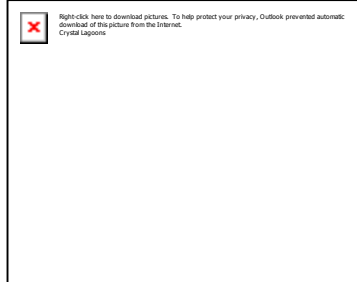 Right-click here to download pictures. To help protect your privacy, Outlook prevented automatic
download of this picture from the Internet.
Crystal Lagoons